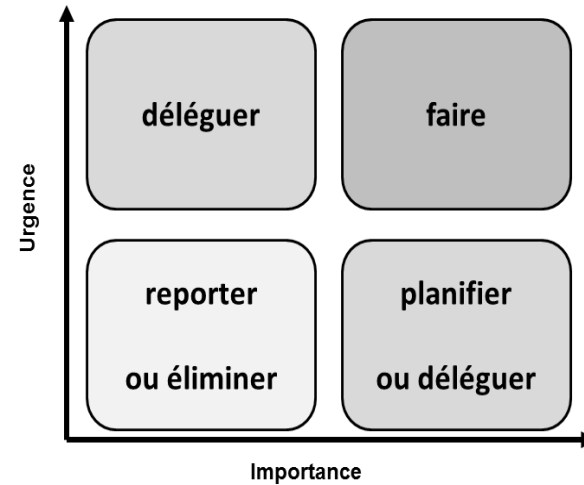 Urgence
déléguer
faire
reporter
ou éliminer
planifier
ou déléguer
Importance